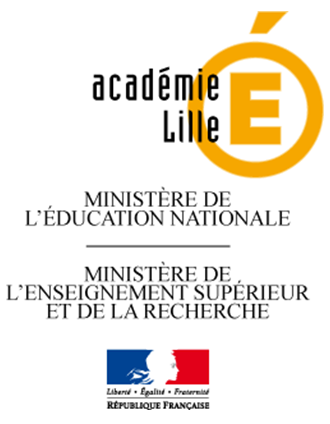 académie
Lille
É
MINISTÈRE DE
L'ÉDUCATION NATIONALE
MINISTÈRE DE
L'ENSEIGNEMENT SUPÉRIEUR
ET DE LA RECHERCHE
Liberté • Égalité • Fraternité
RÉPUBLIQUE FRANÇAISE